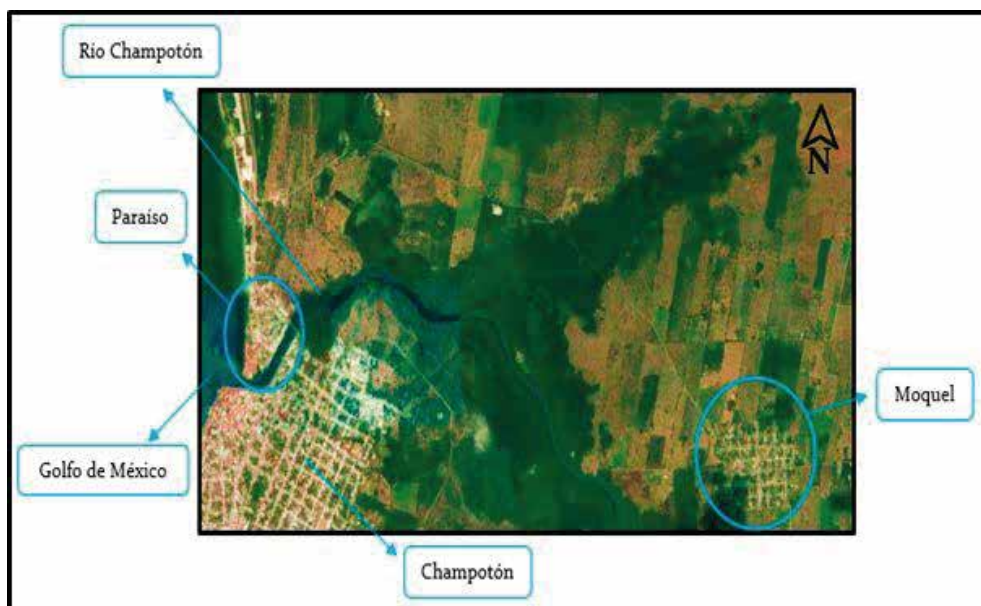 Río Champotón
N
Paraíso
Moquel
Golfo de México
Champotón